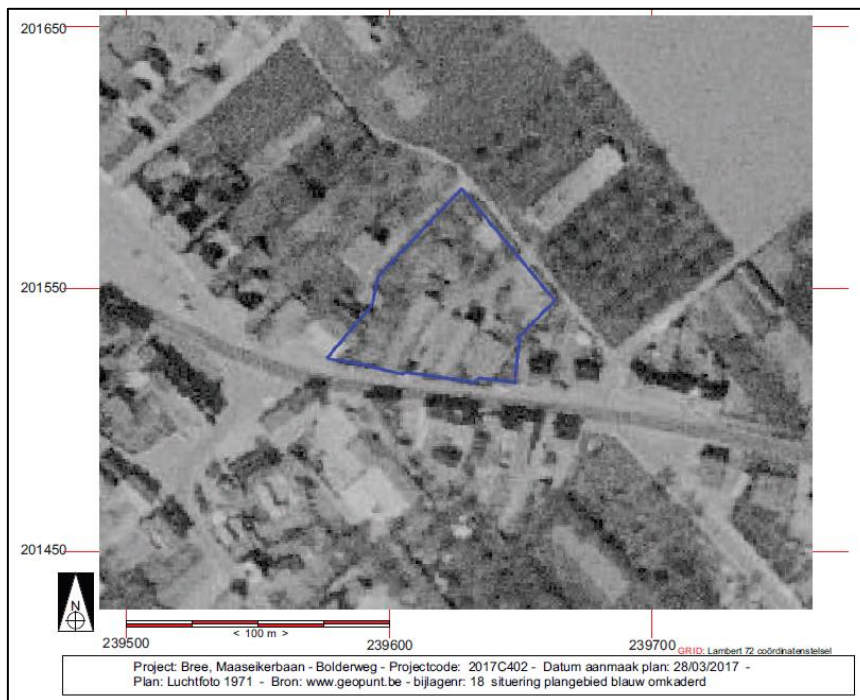 201650
201550
201450
N
< 100 m >
239500
239600
239700
GRID: Lambert 72 coördinatenstelsel
Project: Bree, Maaseikerbaan - Bolderweg - Projectcode: 2017C402 - Datum aanmaak plan: 28/03/2017 -
Plan: Luchtfoto 1971 - Bron: www.geopunt.be - bijlagenr: 18 situering plangebied blauw omkaderd